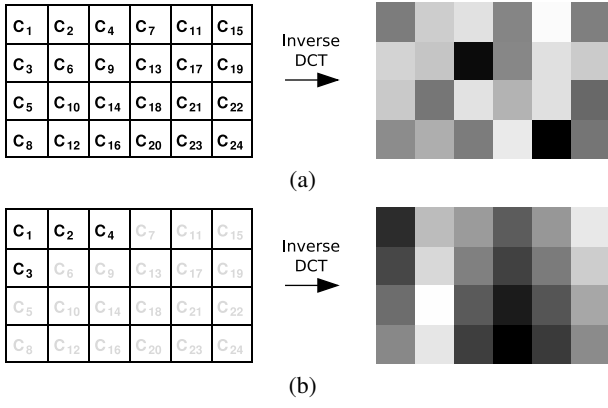 C1 C2 C4 C7 C11 C15
C3 C6 C9 C13 C17 C19
C5 C10 C14 C18 C21 C22
C8 C12 C16 C20 C23 C24
Inverse
DCT
(a)
C1 C2 C4 C7 C11 C15
C3 C6 C9 C13 C17 C19
C5 C10 C14 C18 C21 C22
C8 C12 C16 C20 C23 C24
Inverse
DCT
(b)